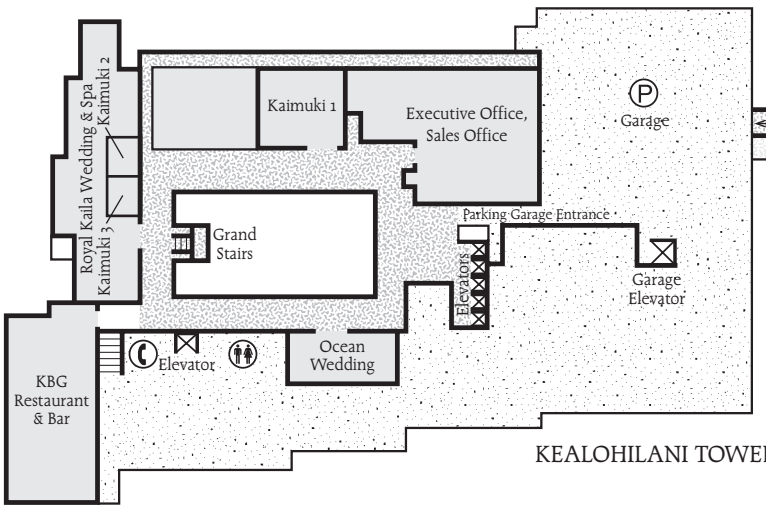 Royal Kaila Wedding & Spa
Kaimuki 2
Kaimuki 3
Kaimuki 1
Executive Office,
Sales Office
P
Garage
Parking Garage Entrance
Grand
Stairs
Elevators
Garage
Elevator
Elevator
Ocean
Wedding
KBG
Restaurant
& Bar
KEALOHILANI TOWE